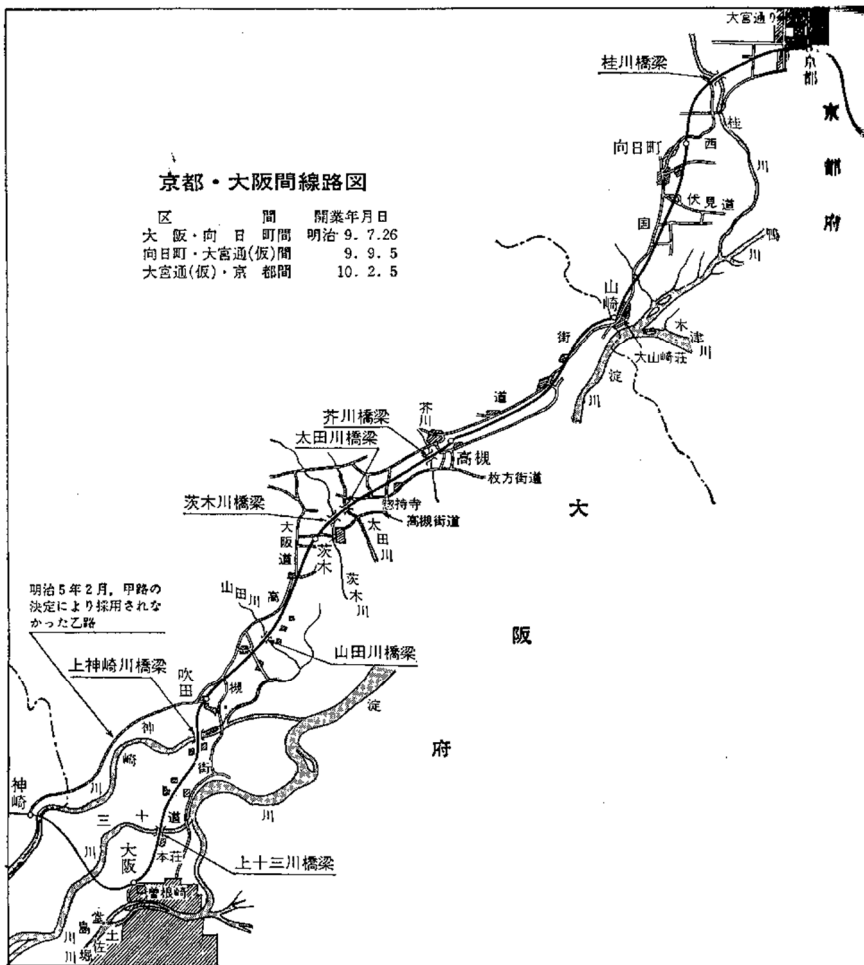 大宮通り
京都
桂川橋梁
京都府
桂川
向日町
西国街道
伏見道
京都・大阪間線路図
区　　間　開業年月日
大阪・向日町間　明治 9. 7.26
向日町・大宮通(仮)間　9. 9. 5
大宮通(仮)・京都間　10. 2. 5
鴨川
山崎
木津川
大山崎荘
淀川
芥川
芥川橋梁
太田川橋梁
高槻
枚方街道
茨木川橋梁
惣持寺
高槻街道
太田川
大阪道
茨木
茨木川
大阪府
明治5年2月，甲路の
決定により採用されな
かった乙路
山田川
高槻街道
山田川橋梁
上神崎川橋梁
吹田
淀川
神崎川
神崎
十三川
大阪
本荘
上十三川橋梁
曽根崎
堂島川
土佐堀川